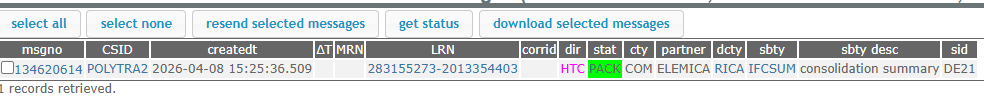 select all select none resend selected messages get status download selected messages
msgno CSID createdt ΔT MRN LRN corrid dir stat cty partner dcty sbty sbty desc sid
134620614 POLYTRA2 2026-04-08 15:25:36.509 283155273-2013354403 HTC PACK COM ELEMICA RICA IFCSUM consolidation summary DE21
1 records retrieved.